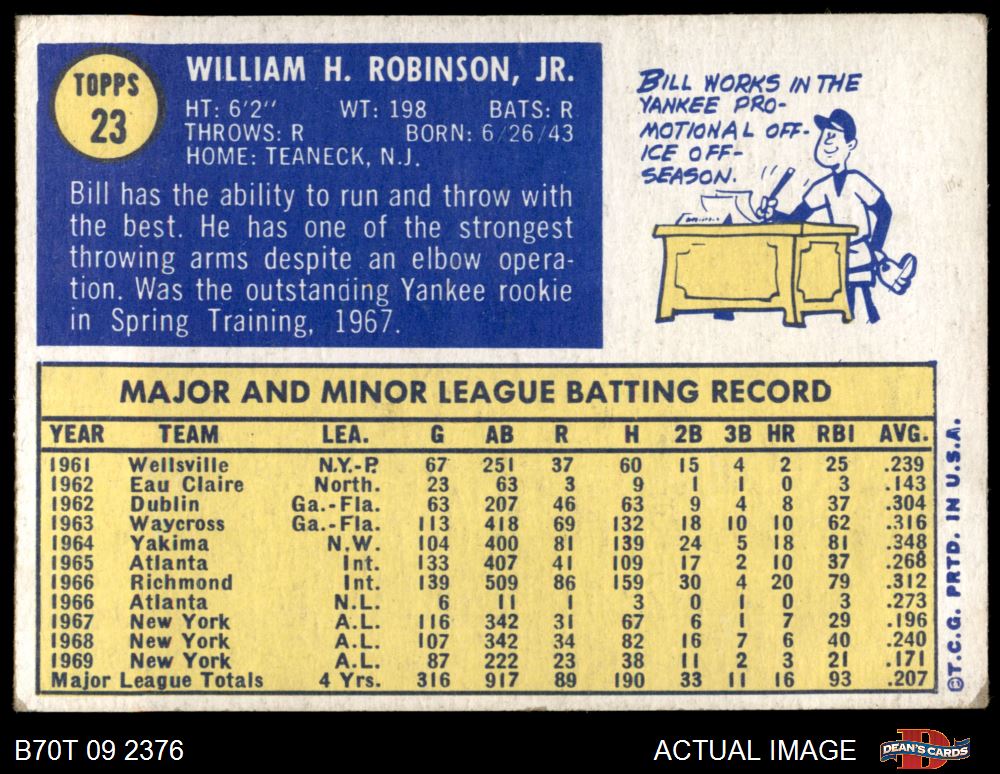 TOPPS
23
WILLIAM H. ROBINSON, JR.
HT: 6'2" WT: 198 BATS: R
THROWS: R BORN: 6/26/43
HOME: TEANECK, N.J.
Bill has the ability to run and throw with
the best. He has one of the strongest
throwing arms despite an elbow opera-
tion. Was the outstanding Yankee rookie
in Spring Training, 1967.
BILL WORKS IN THE
YANKEE PRO-
MOTIONAL OFF-
ICE OFF-
SEASON.
MAJOR AND MINOR LEAGUE BATTING RECORD
YEAR TEAM LEA. G AB R H 2B 3B HR RBI AVG.
1961 Wellsville N.Y.-P. 67 251 37 60 15 4 2 25 .239
1962 Eau Claire North. 23 63 3 9 1 1 0 3 .143
1962 Dublin Ga.-Fla. 63 207 46 63 9 4 8 37 .304
1963 Waycross Ga.-Fla. 113 418 69 132 18 10 10 62 .316
1964 Yakima N.W. 104 400 81 139 24 5 18 81 .348
1965 Atlanta Int. 133 407 41 109 17 2 10 37 .268
1966 Richmond Int. 139 509 86 159 30 4 20 79 .312
1966 Atlanta N.L. 6 11 1 3 0 1 0 3 .273
1967 New York A.L. 116 342 31 67 6 1 7 29 .196
1968 New York A.L. 107 342 34 82 16 7 6 40 .240
1969 New York A.L. 87 222 23 38 11 2 3 21 .171
Major League Totals 4 Yrs. 316 917 89 190 33 11 16 93 .207
©T.C.G. PRTD. IN U.S.A.
B70T 09 2376
ACTUAL IMAGE
DEAN'S CARDS